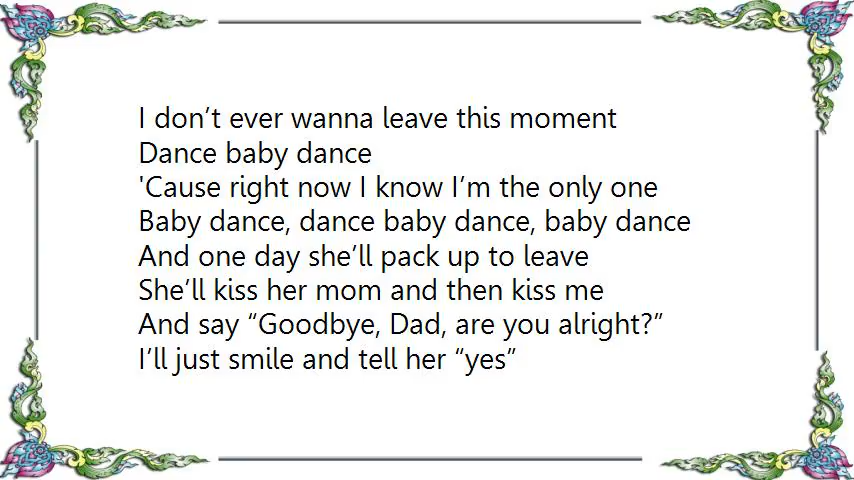 I don’t ever wanna leave this moment
Dance baby dance
'Cause right now I know I’m the only one
Baby dance, dance baby dance, baby dance
And one day she’ll pack up to leave
She’ll kiss her mom and then kiss me
And say “Goodbye, Dad, are you alright?”
I’ll just smile and tell her “yes”